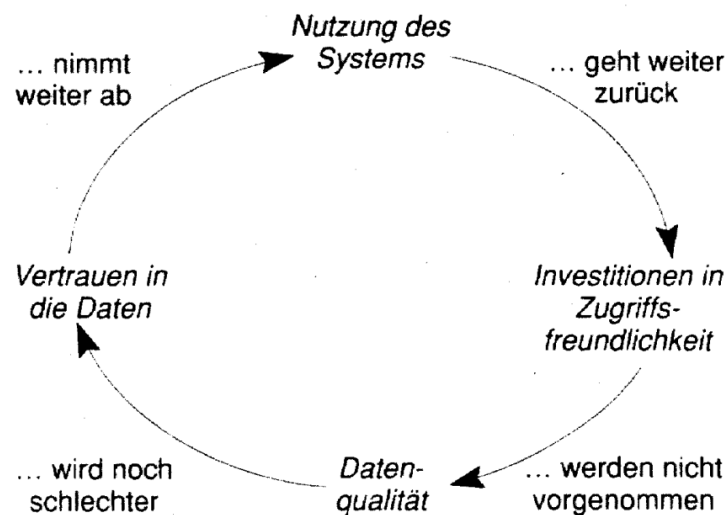 Nutzung des
Systems
... geht weiter
zurück
Investitionen in
Zugriffs-
freundlichkeit
... werden nicht
vorgenommen
Daten-
qualität
... wird noch
schlechter
Vertrauen in
die Daten
... nimmt
weiter ab